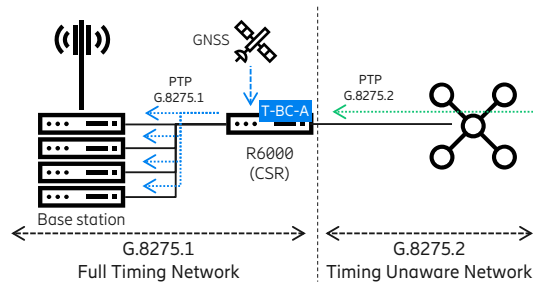 GNSS
PTP
G.8275.1
T-BC-A
PTP
G.8275.2
R6000
(CSR)
Base station
G.8275.1
Full Timing Network
G.8275.2
Timing Unaware Network